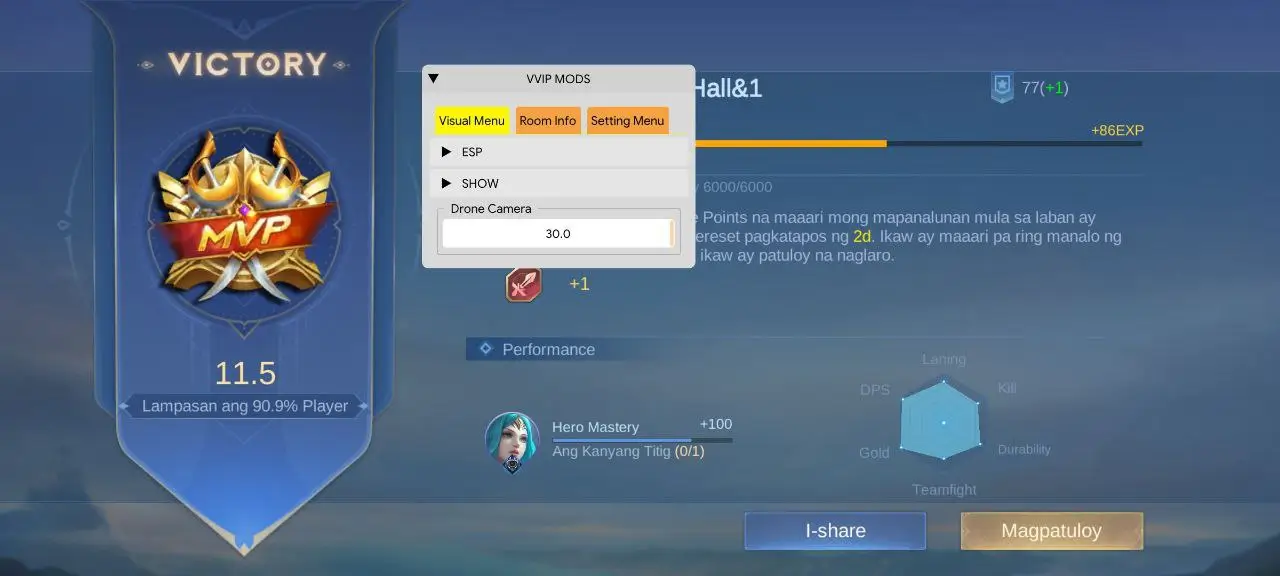 VICTORY
MVP
11.5
Lampasan ang 90.9% Player
VVIP MODS
Visual Menu
Room Info
Setting Menu
ESP
SHOW
Drone Camera
30.0
Hall&1
77(+1)
+86EXP
6000/6000
Points na maaari mong mapanalunan mula sa laban ay
ereset pagkatapos ng 2d. Ikaw ay maaari pa ring manalo ng
ikaw ay patuloy na naglaro.
+1
Performance
Hero Mastery
+100
Ang Kanyang Titig (0/1)
Laning
DPS
Kill
Gold
Durability
Teamfight
I-share
Magpatuloy